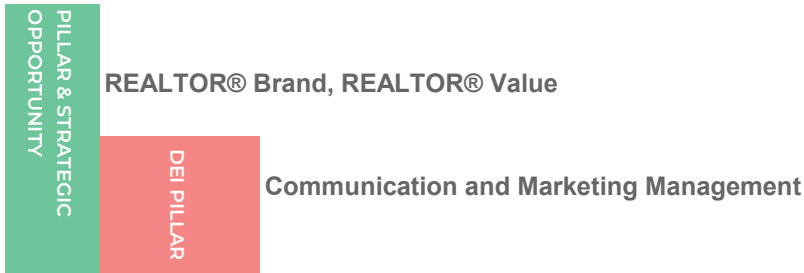 PILLAR & STRATEGIC
OPPORTUNITY
REALTOR® Brand, REALTOR® Value
DEI PILLAR
Communication and Marketing Management